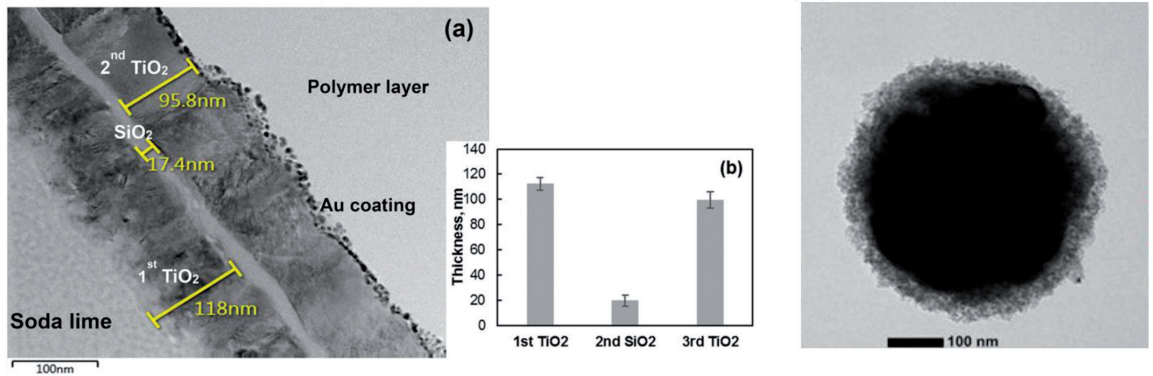 (a)
2nd TiO2
95.8nm
Polymer layer
SiO2
17.4nm
Au coating
1st TiO2
118nm
Soda lime
100nm
(b)
Thickness, nm
140
120
100
80
60
40
20
0
1st TiO2 2nd SiO2 3rd TiO2
100 nm